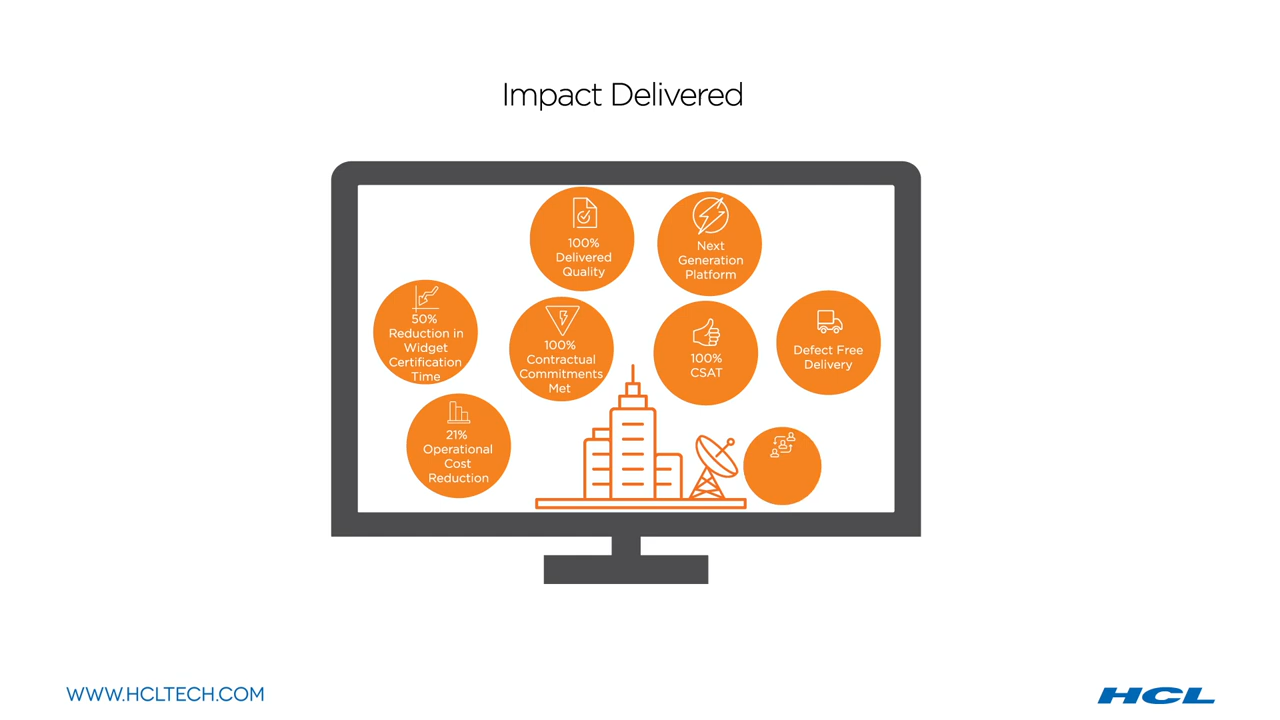 Impact Delivered
100%
Delivered
Quality
Next
Generation
Platform
50%
Reduction in
Widget
Certification
Time
100%
Contractual
Commitments
Met
100%
CSAT
Defect Free
Delivery
21%
Operational
Cost
Reduction
WWW.HCLTECH.COM
HCL